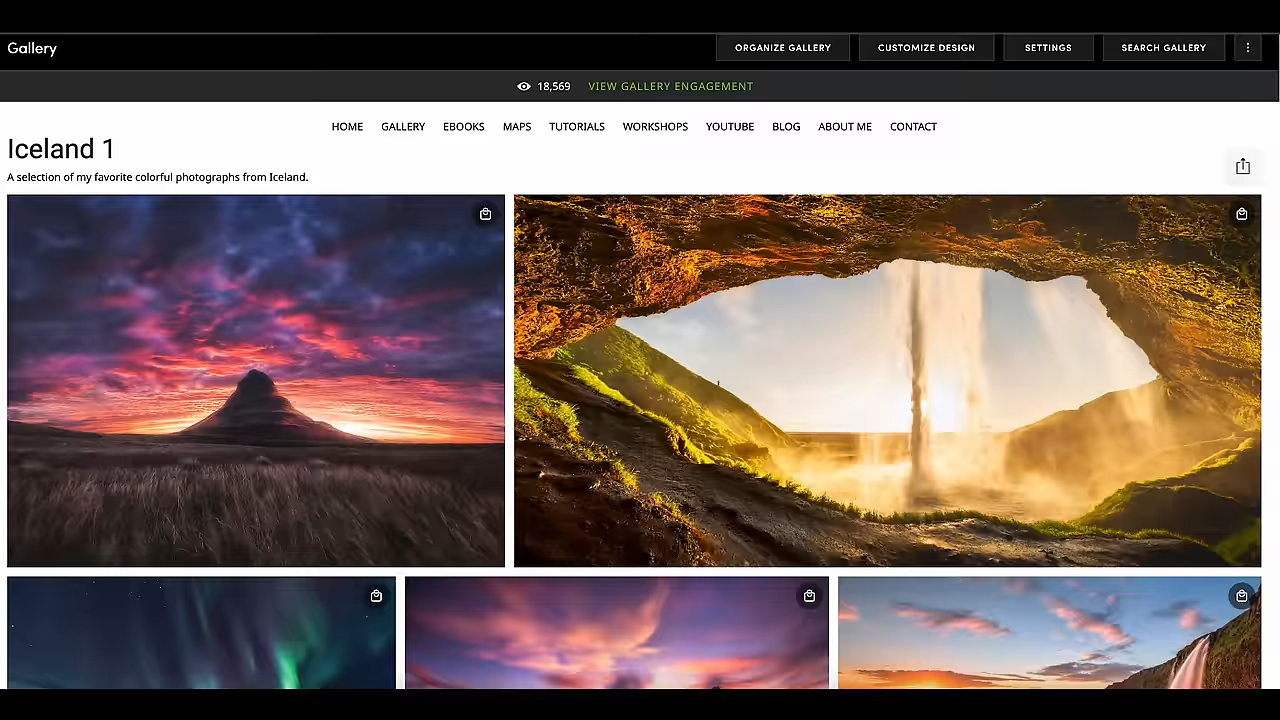 Gallery
ORGANIZE GALLERY
CUSTOMIZE DESIGN
SETTINGS
SEARCH GALLERY
18,569 VIEW GALLERY ENGAGEMENT
HOME GALLERY EBOOKS MAPS TUTORIALS WORKSHOPS YOUTUBE BLOG ABOUT ME CONTACT
Iceland 1
A selection of my favorite colorful photographs from Iceland.